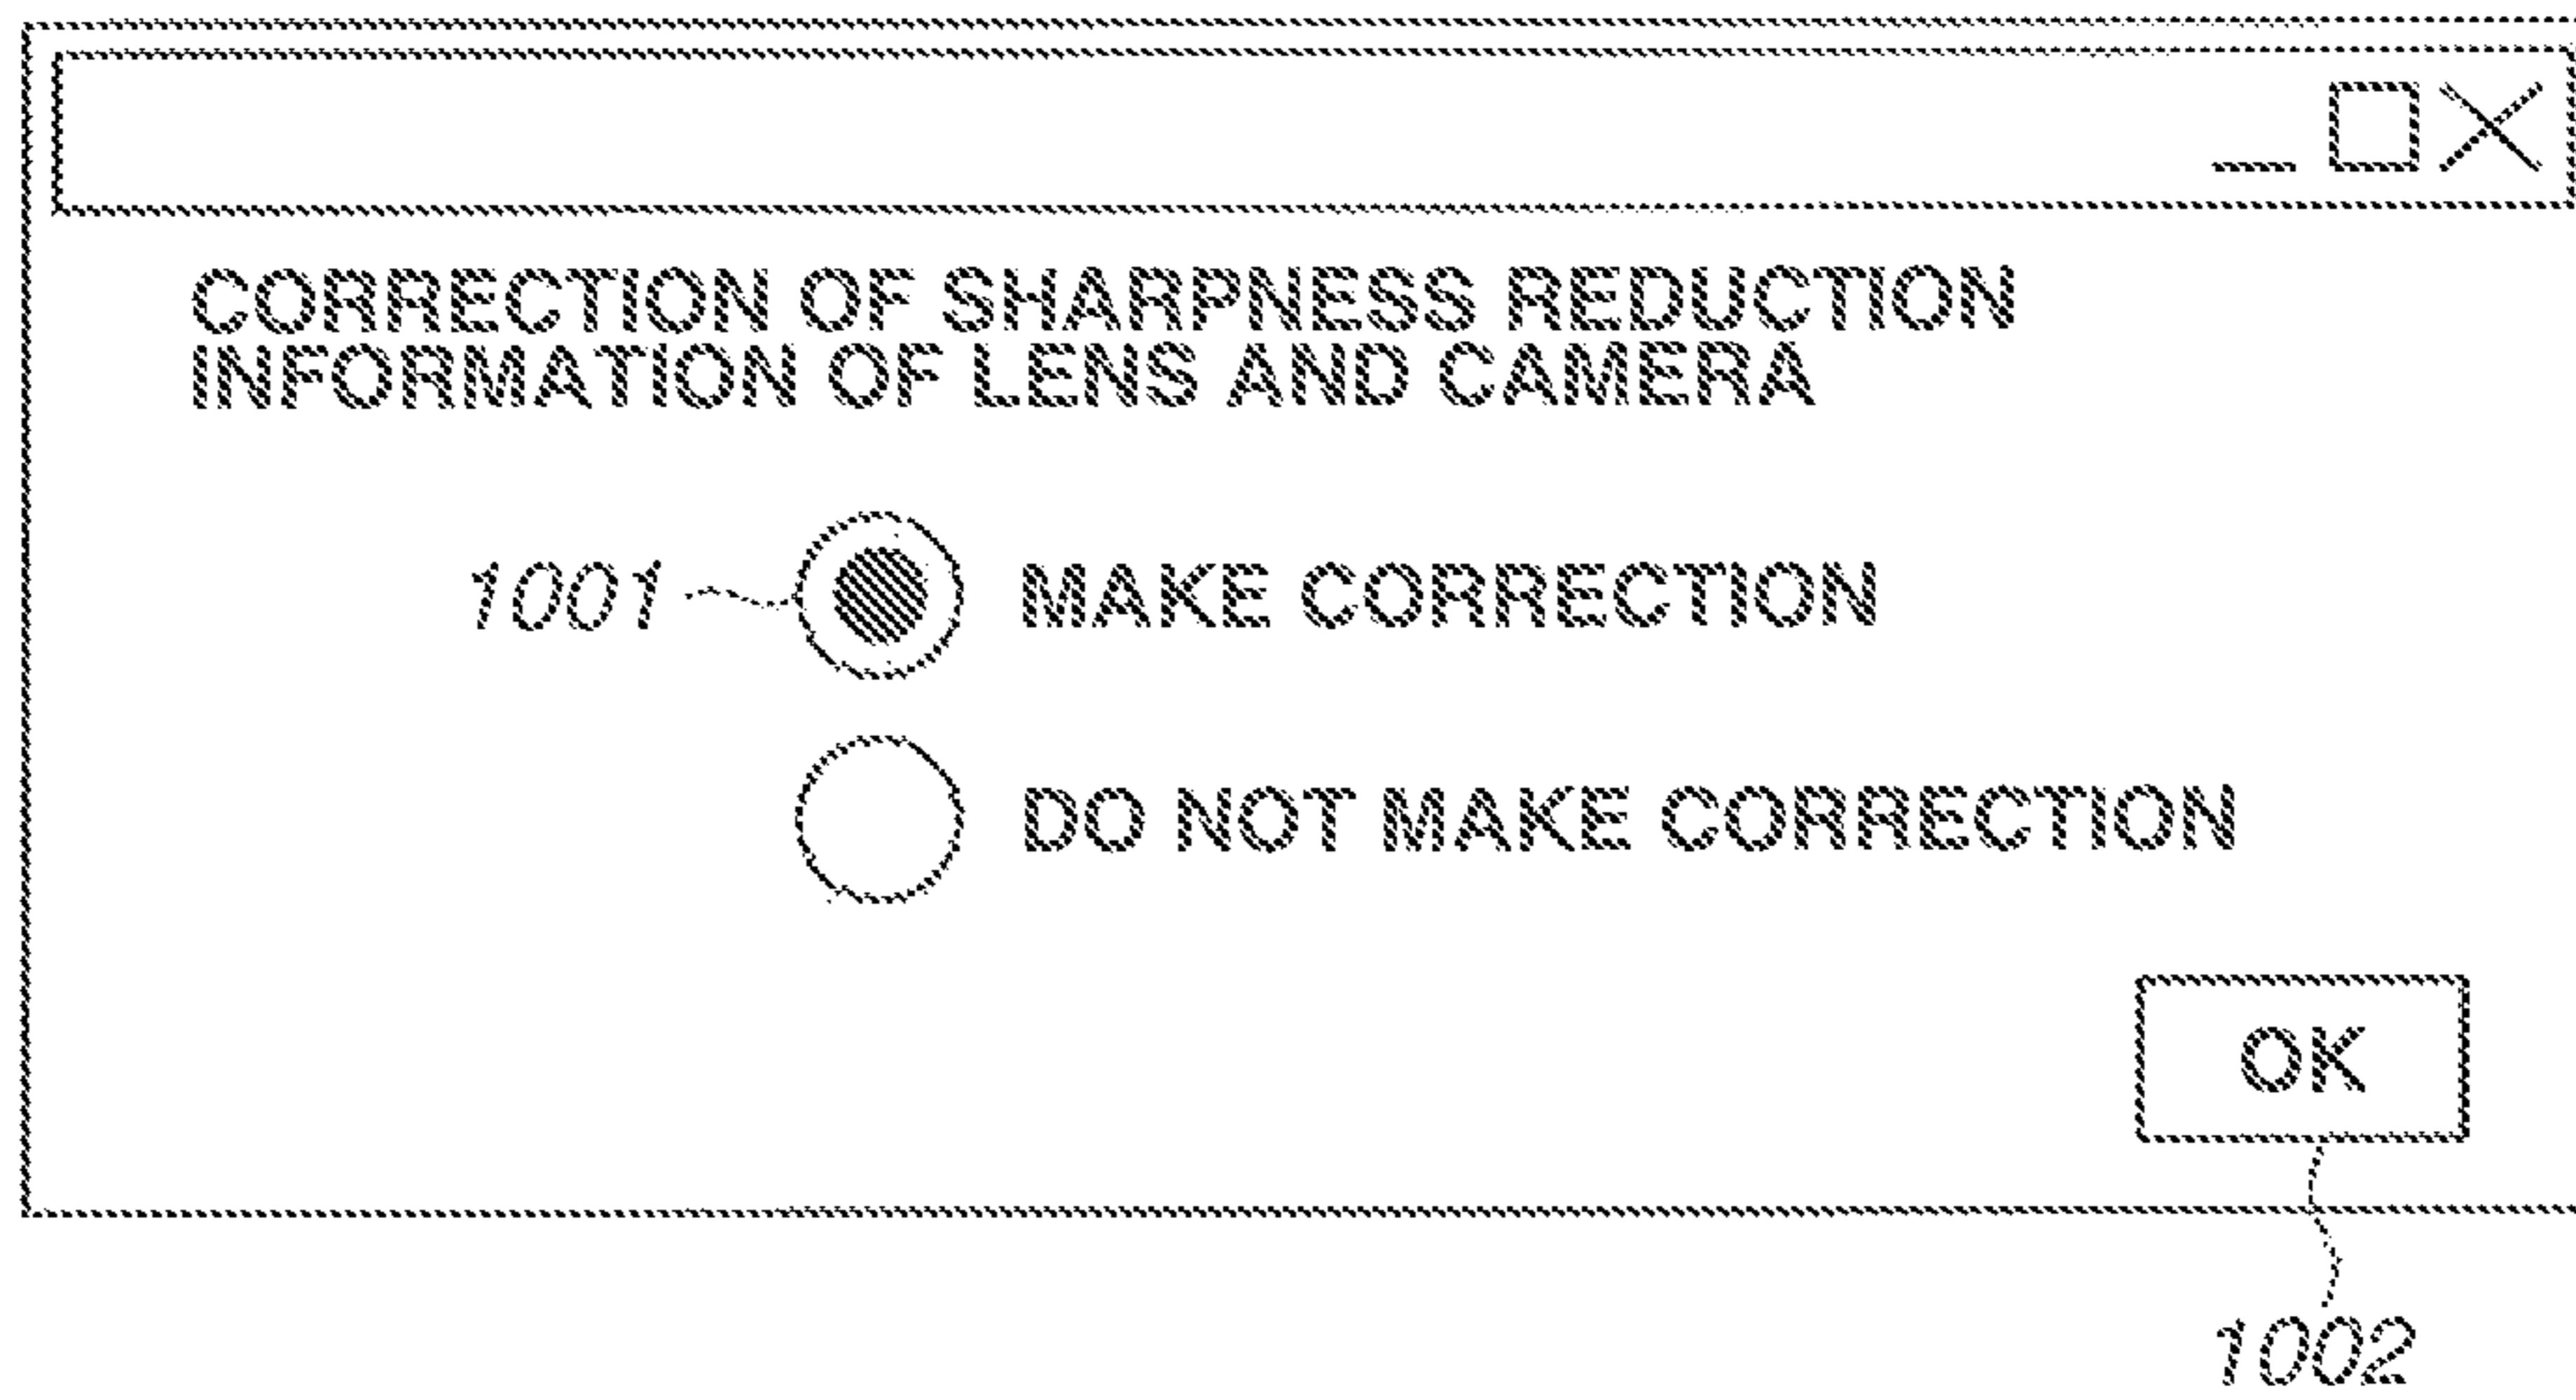 CORRECTION OF SHARPNESS REDUCTION
INFORMATION OF LENS AND CAMERA
1001 MAKE CORRECTION
DO NOT MAKE CORRECTION
OK
1002